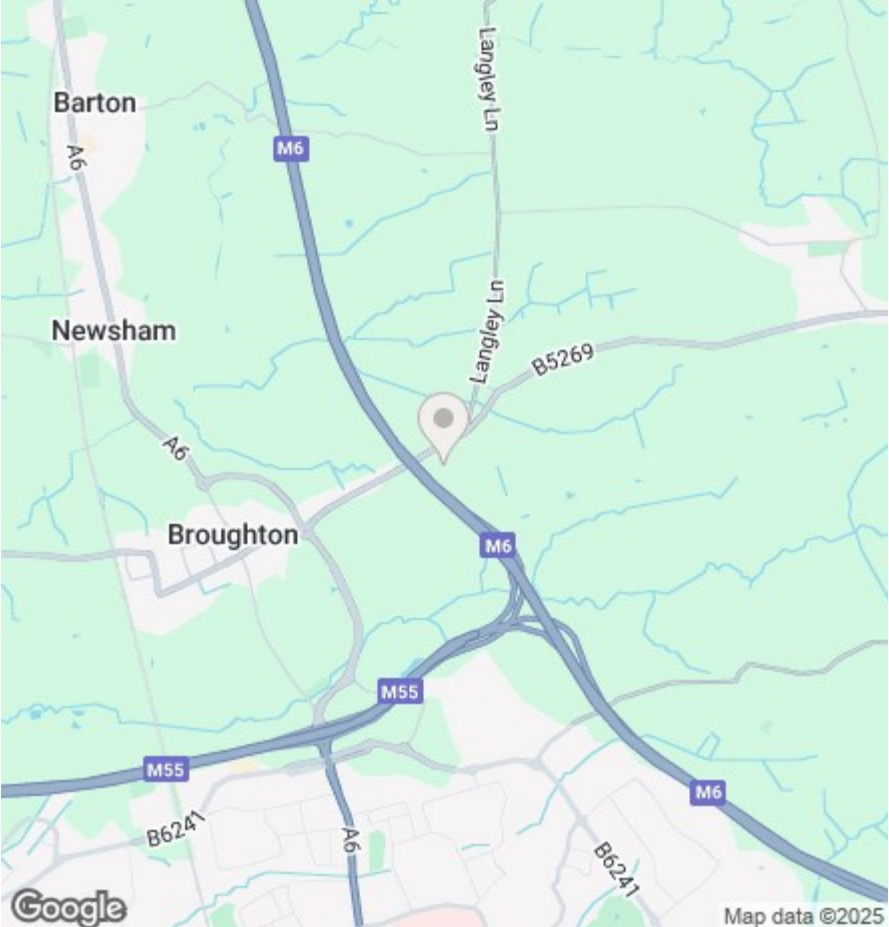 Langley Ln
Barton
M6
A6
Langley Ln
Newsham
B5269
A6
Broughton
M6
M55
M55
M6
B6241
A6
B6241
Google
Map data ©2025